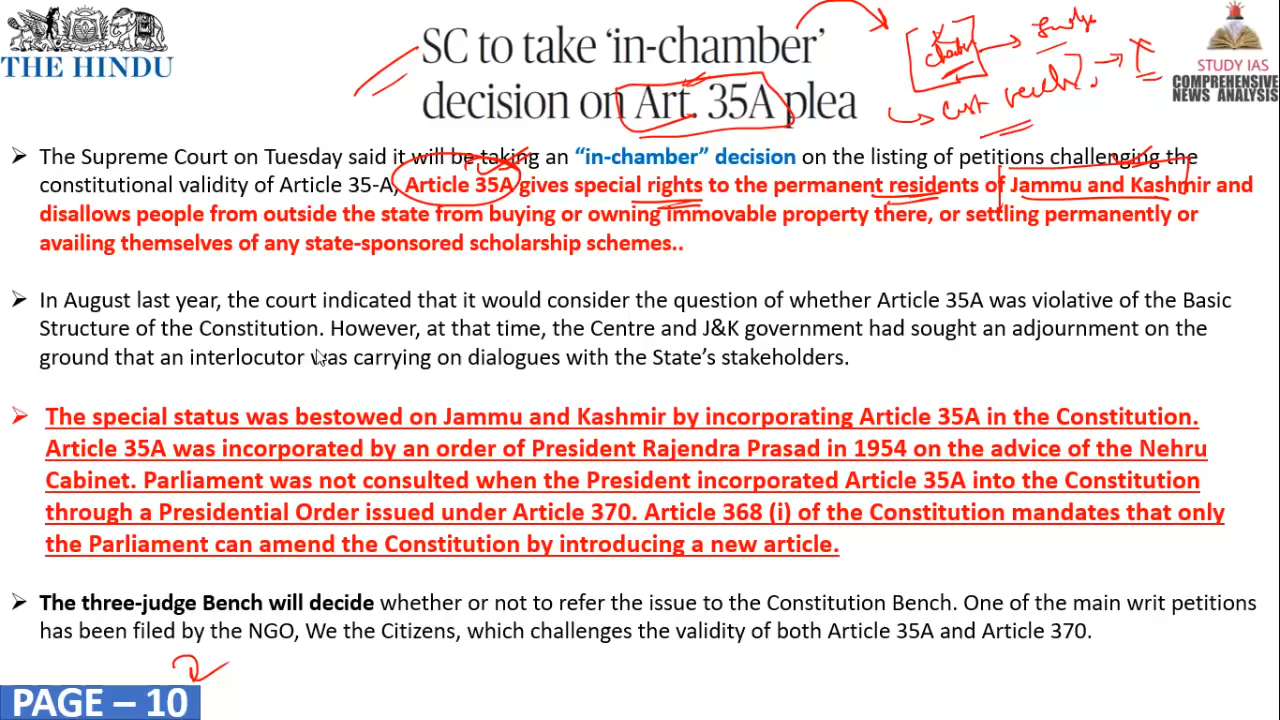 THE HINDU
SC to take ‘in-chamber’
decision on Art. 35A plea
STUDY IAS
COMPREHENSIVE
NEWS ANALYSIS
➢ The Supreme Court on Tuesday said it will be taking an “in-chamber” decision on the listing of petitions challenging the
constitutional validity of Article 35-A, Article 35A gives special rights to the permanent residents of Jammu and Kashmir and
disallows people from outside the state from buying or owning immovable property there, or settling permanently or
availing themselves of any state-sponsored scholarship schemes..
➢ In August last year, the court indicated that it would consider the question of whether Article 35A was violative of the Basic
Structure of the Constitution. However, at that time, the Centre and J&K government had sought an adjournment on the
ground that an interlocutor was carrying on dialogues with the State’s stakeholders.
➢ The special status was bestowed on Jammu and Kashmir by incorporating Article 35A in the Constitution.
Article 35A was incorporated by an order of President Rajendra Prasad in 1954 on the advice of the Nehru
Cabinet. Parliament was not consulted when the President incorporated Article 35A into the Constitution
through a Presidential Order issued under Article 370. Article 368 (i) of the Constitution mandates that only
the Parliament can amend the Constitution by introducing a new article.
➢ The three-judge Bench will decide whether or not to refer the issue to the Constitution Bench. One of the main writ petitions
has been filed by the NGO, We the Citizens, which challenges the validity of both Article 35A and Article 370.
PAGE – 10